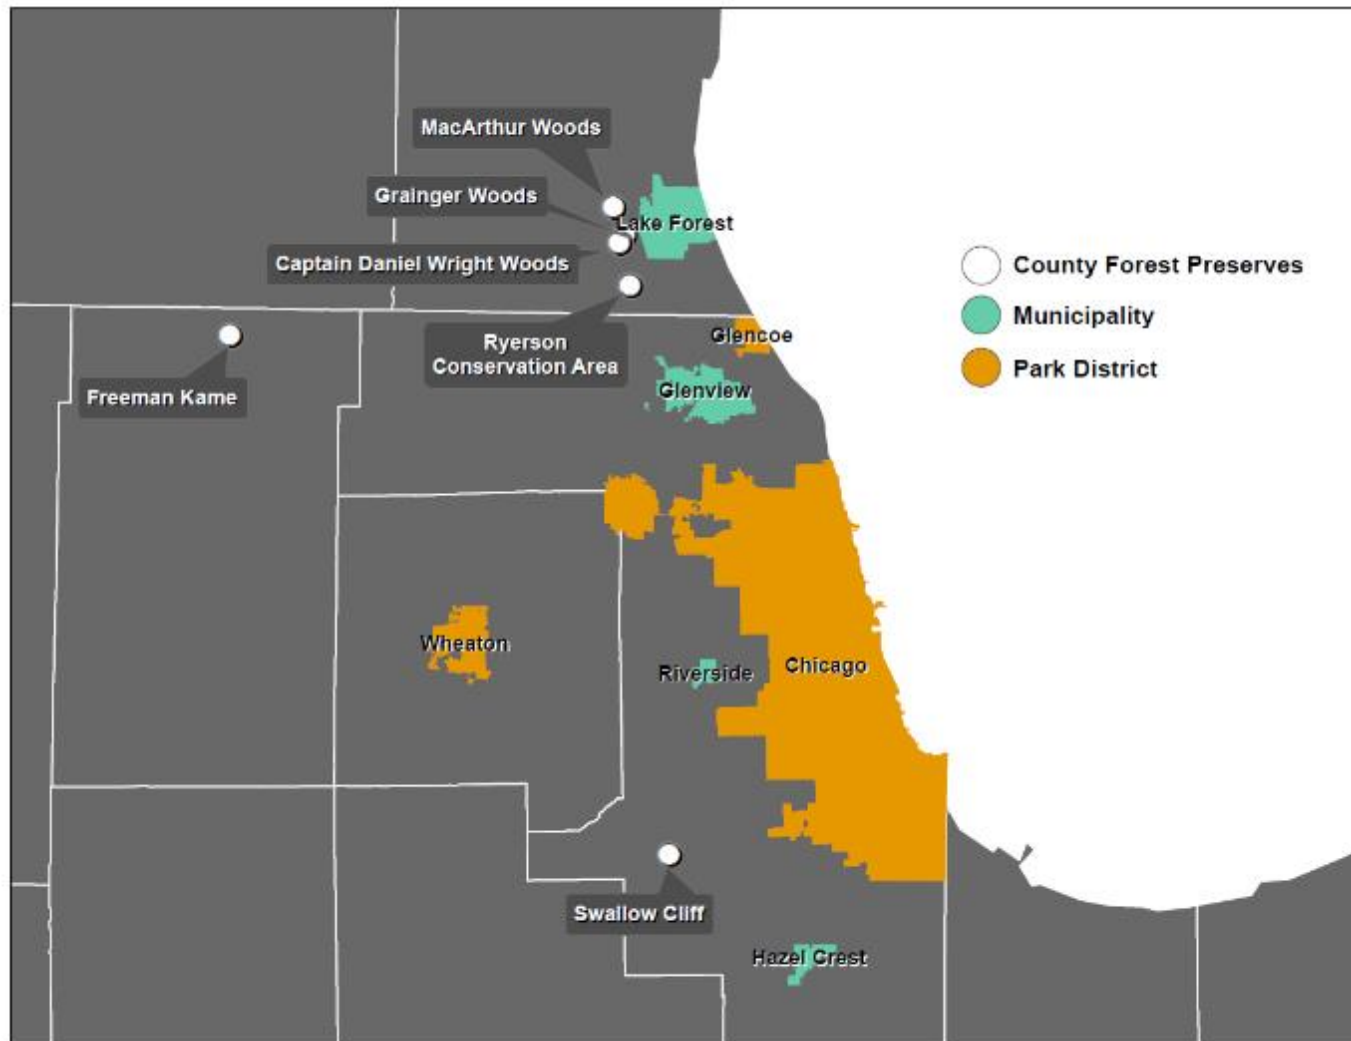 MacArthur Woods
Grainger Woods
Lake Forest
Captain Daniel Wright Woods
County Forest Preserves
Municipality
Glencoe
Ryerson
Conservation Area
Park District
Freeman Kame
Glenview
Wheaton
Riverside
Chicago
Swallow Cliff
Hazel Crest